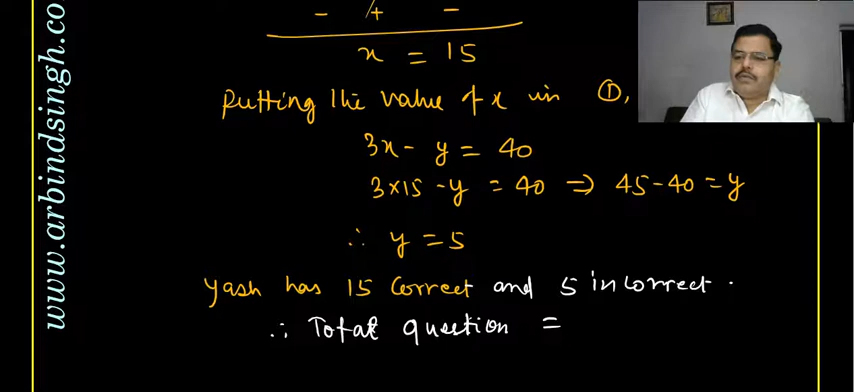 www.arbindsingh.co
- + -
x = 15
Putting the value of x in ①,
3x - y = 40
3×15 - y = 40 ⇒ 45 - 40 = y
∴ y = 5
Yash has 15 Correct and 5 incorrect.
∴ Total question =